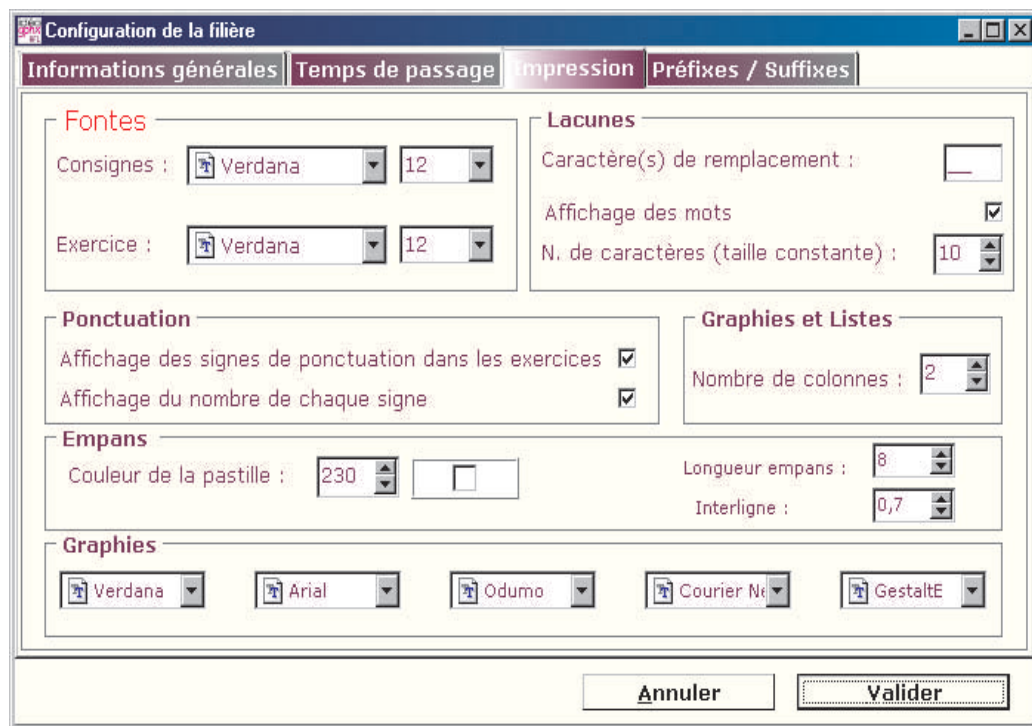 Configuration de la filière
Informations générales Temps de passage Impression Préfixes / Suffixes
Fontes
Consignes : Verdana 12
Exercice : Verdana 12
Lacunes
Caractère(s) de remplacement : __
Affichage des mots
N. de caractères (taille constante) : 10
Ponctuation
Affichage des signes de ponctuation dans les exercices
Affichage du nombre de chaque signe
Graphies et Listes
Nombre de colonnes : 2
Empans
Couleur de la pastille : 230
Longueur empans : 8
Interligne : 0,7
Graphies
Verdana Arial Odumo Courier Ne GestaltE
Annuler Valider